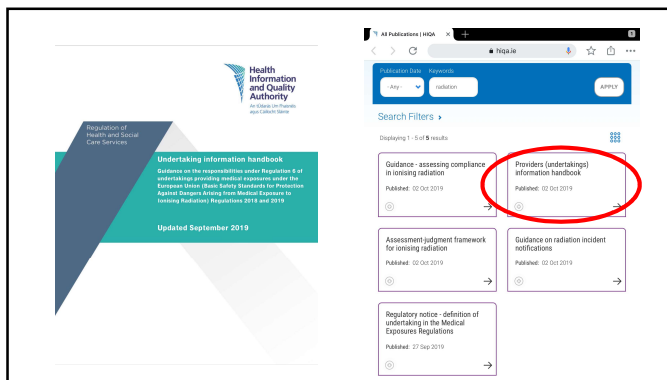 Health
Information
and Quality
Authority
An tÚdarás Um Fhaisnéis
agus Cáilíocht Sláinte
Regulation of
Health and Social
Care Services
Undertaking information handbook
Guidance on the responsibilities under Regulation 6 of
undertakings providing medical exposures under the
European Union (Basic Safety Standards for Protection
Against Dangers Arising from Medical Exposure to
Ionising Radiation) Regulations 2018 and 2019
Updated September 2019
All Publications | HIQA
1
hiqa.ie
Publication Date Keywords
- Any - radiation APPLY
Search Filters
Displaying 1 - 5 of 5 results
Guidance - assessing compliance
in ionising radiation
Published: 02 Oct 2019
Providers (undertakings)
information handbook
Published: 02 Oct 2019
Assessment-judgment framework
for ionising radiation
Published: 02 Oct 2019
Guidance on radiation incident
notifications
Published: 02 Oct 2019
Regulatory notice - definition of
undertaking in the Medical
Exposures Regulations
Published: 27 Sep 2019